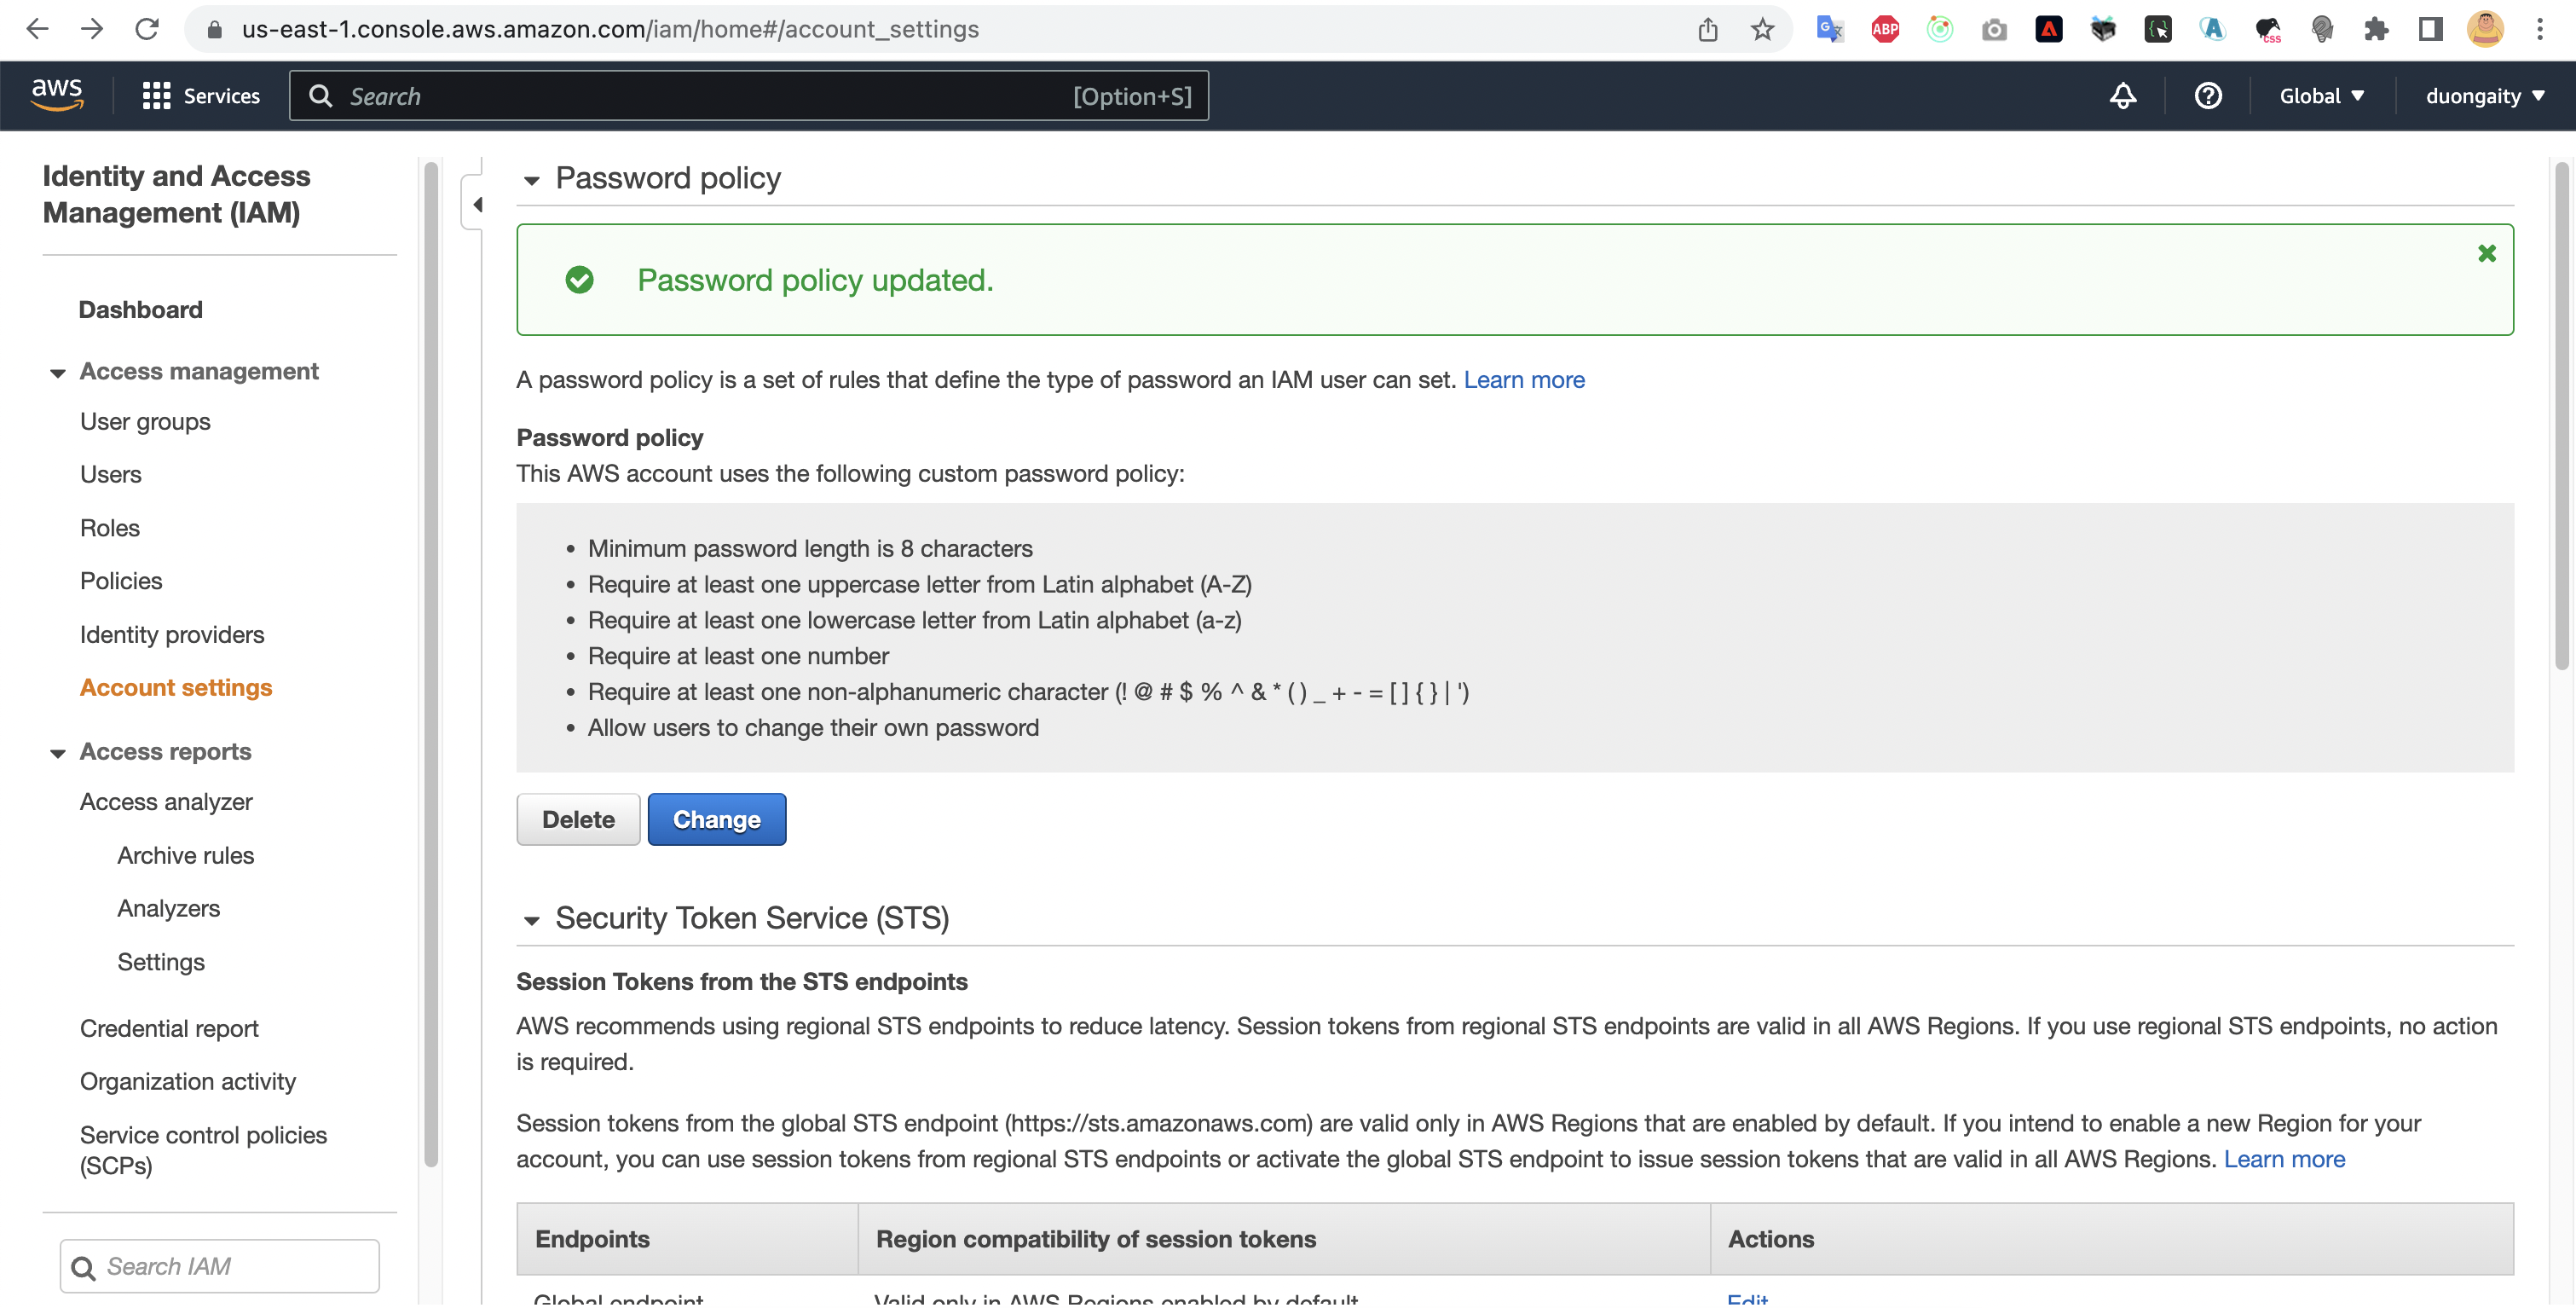 us-east-1.console.aws.amazon.com/iam/home#/account_settings
ABP
css
aws
Services
Search
[Option+S]
Global
duongaity
Identity and Access
Management (IAM)
Dashboard
Access management
User groups
Users
Roles
Policies
Identity providers
Account settings
Access reports
Access analyzer
Archive rules
Analyzers
Settings
Credential report
Organization activity
Service control policies
(SCPs)
Search IAM
Password policy
Password policy updated.
A password policy is a set of rules that define the type of password an IAM user can set. Learn more
Password policy
This AWS account uses the following custom password policy:
• Minimum password length is 8 characters
• Require at least one uppercase letter from Latin alphabet (A-Z)
• Require at least one lowercase letter from Latin alphabet (a-z)
• Require at least one number
• Require at least one non-alphanumeric character (! @ # $ % ^ & * ( ) _ + - = [ ] { } | ')
• Allow users to change their own password
Delete
Change
Security Token Service (STS)
Session Tokens from the STS endpoints
AWS recommends using regional STS endpoints to reduce latency. Session tokens from regional STS endpoints are valid in all AWS Regions. If you use regional STS endpoints, no action
is required.
Session tokens from the global STS endpoint (https://sts.amazonaws.com) are valid only in AWS Regions that are enabled by default. If you intend to enable a new Region for your
account, you can use session tokens from regional STS endpoints or activate the global STS endpoint to issue session tokens that are valid in all AWS Regions. Learn more
Endpoints
Region compatibility of session tokens
Actions
Global endpoint
Valid only in AWS Regions enabled by default
Edit